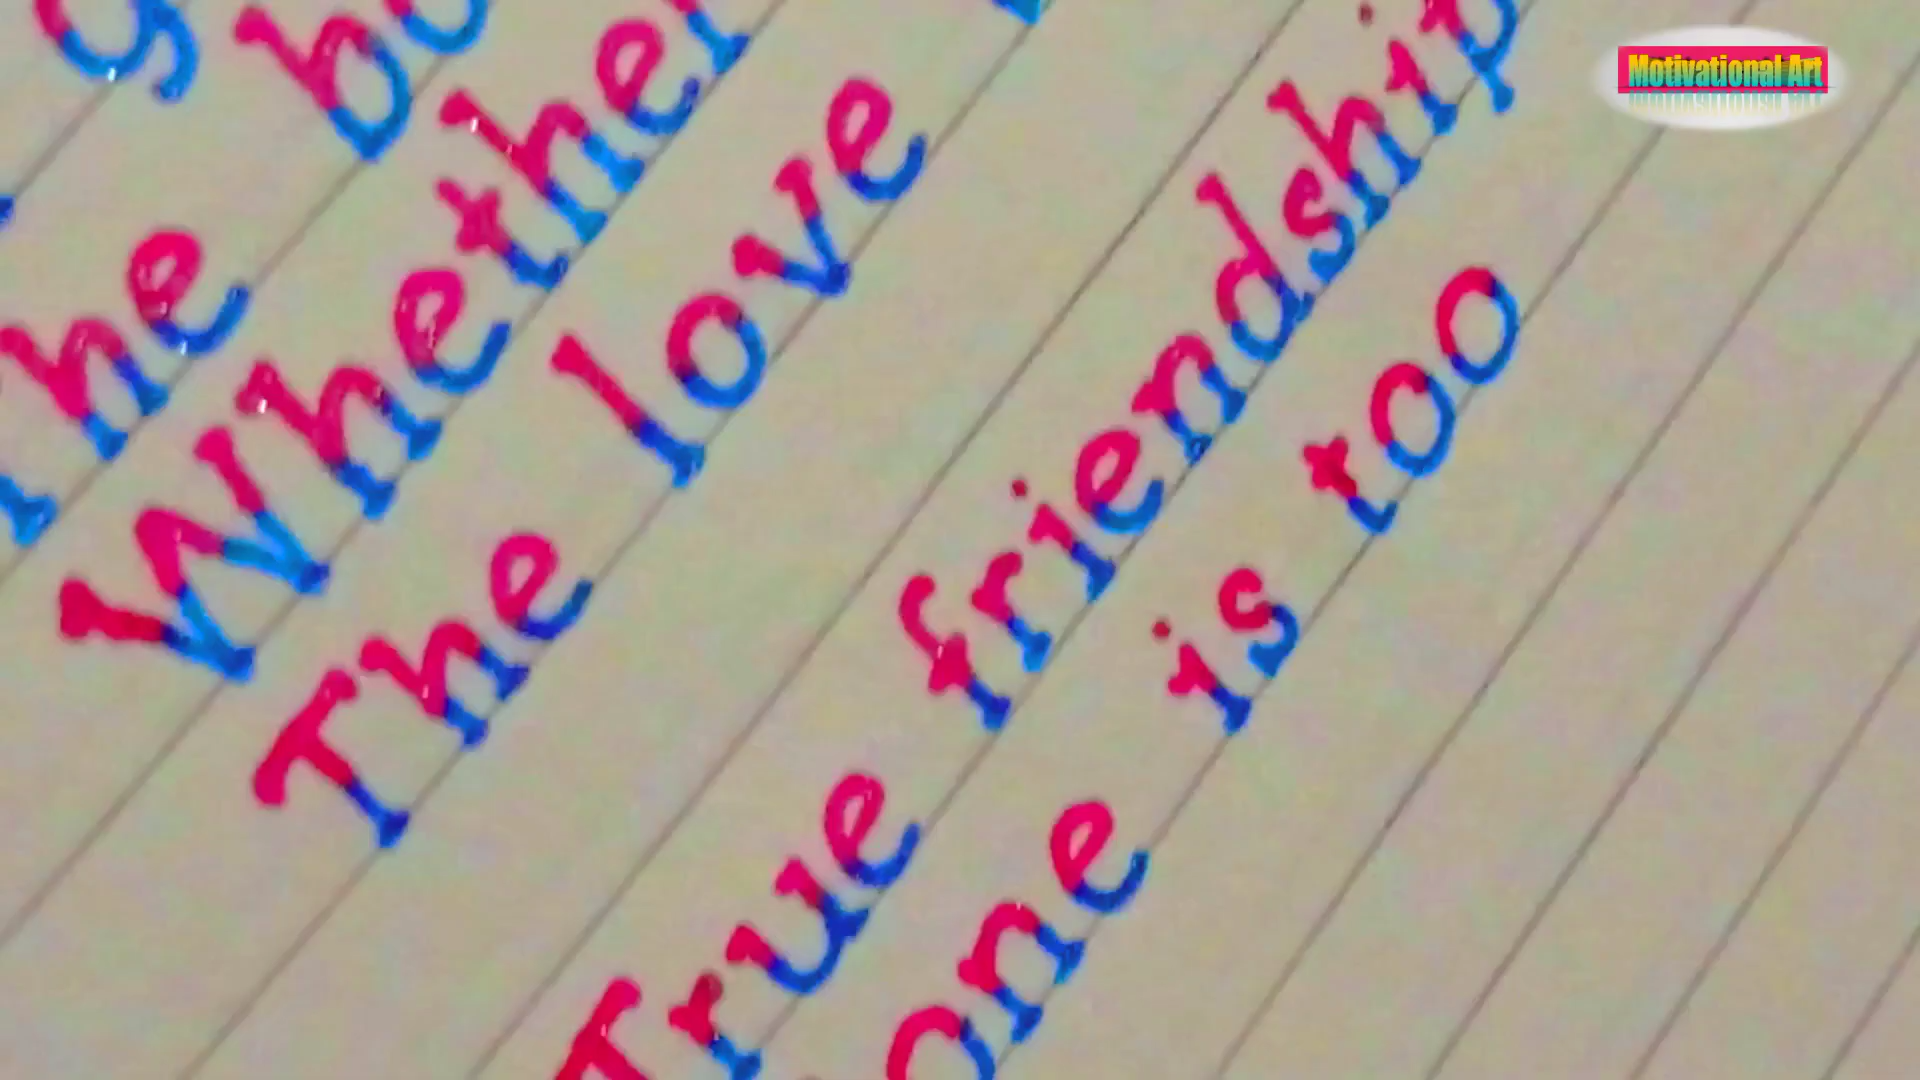 Motivational Art
he
Whether
The love
True friendship
one is too